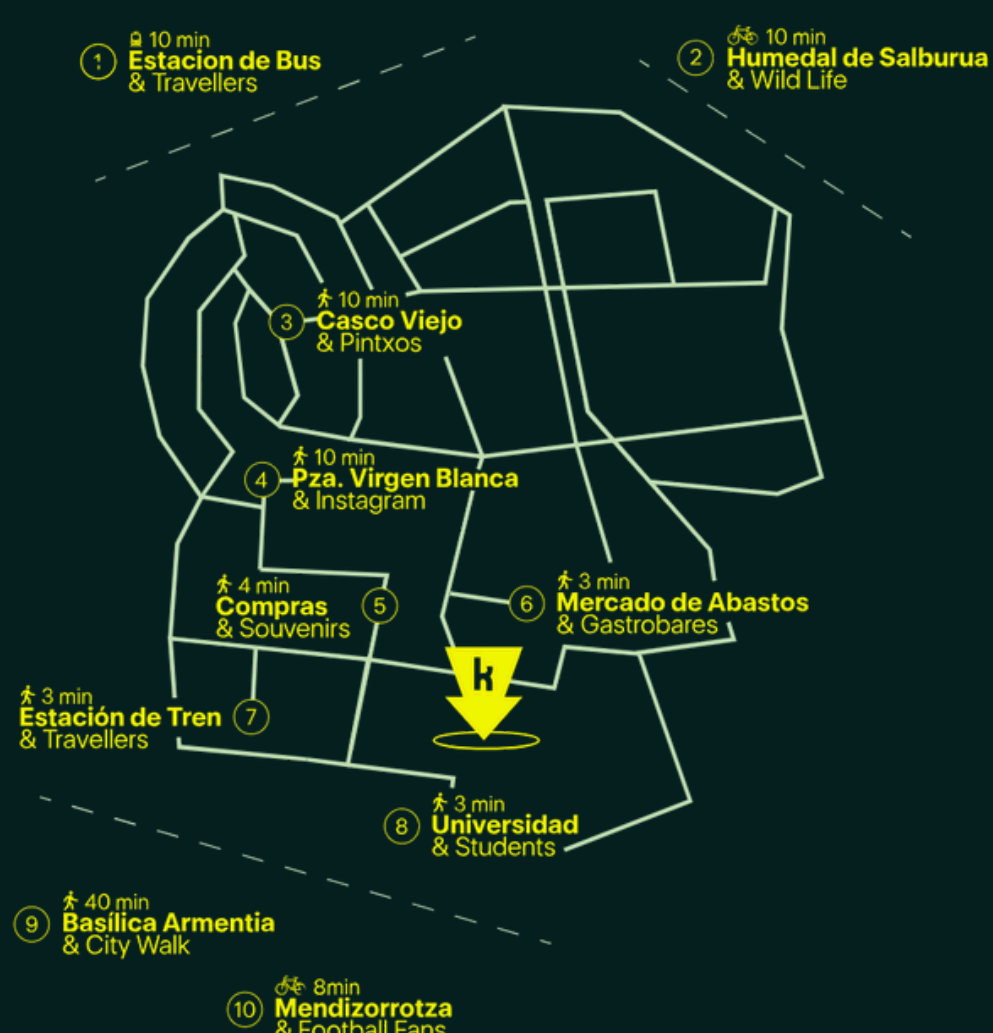 1
10 min
Estacion de Bus
& Travellers
2
10 min
Humedal de Salburua
& Wild Life
3
10 min
Casco Viejo
& Pintxos
4
10 min
Pza. Virgen Blanca
& Instagram
5
4 min
Compras
& Souvenirs
6
3 min
Mercado de Abastos
& Gastrobares
k
7
3 min
Estación de Tren
& Travellers
8
3 min
Universidad
& Students
9
40 min
Basílica Armentia
& City Walk
10
8min
Mendizorrotza
& Football Fans